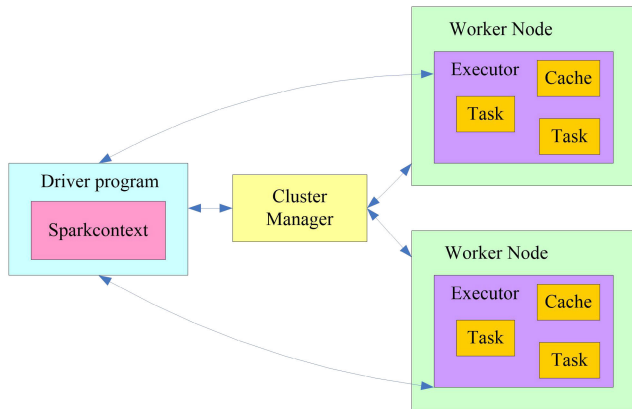 Driver program
Sparkcontext
Cluster
Manager
Worker Node
Executor
Cache
Task
Task
Worker Node
Executor
Cache
Task
Task